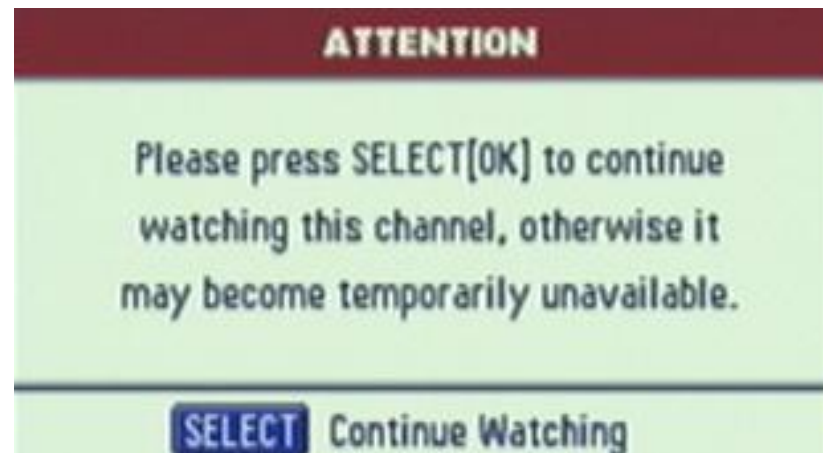 ATTENTION
Please press SELECT[OK] to continue
watching this channel, otherwise it
may become temporarily unavailable.
SELECT Continue Watching